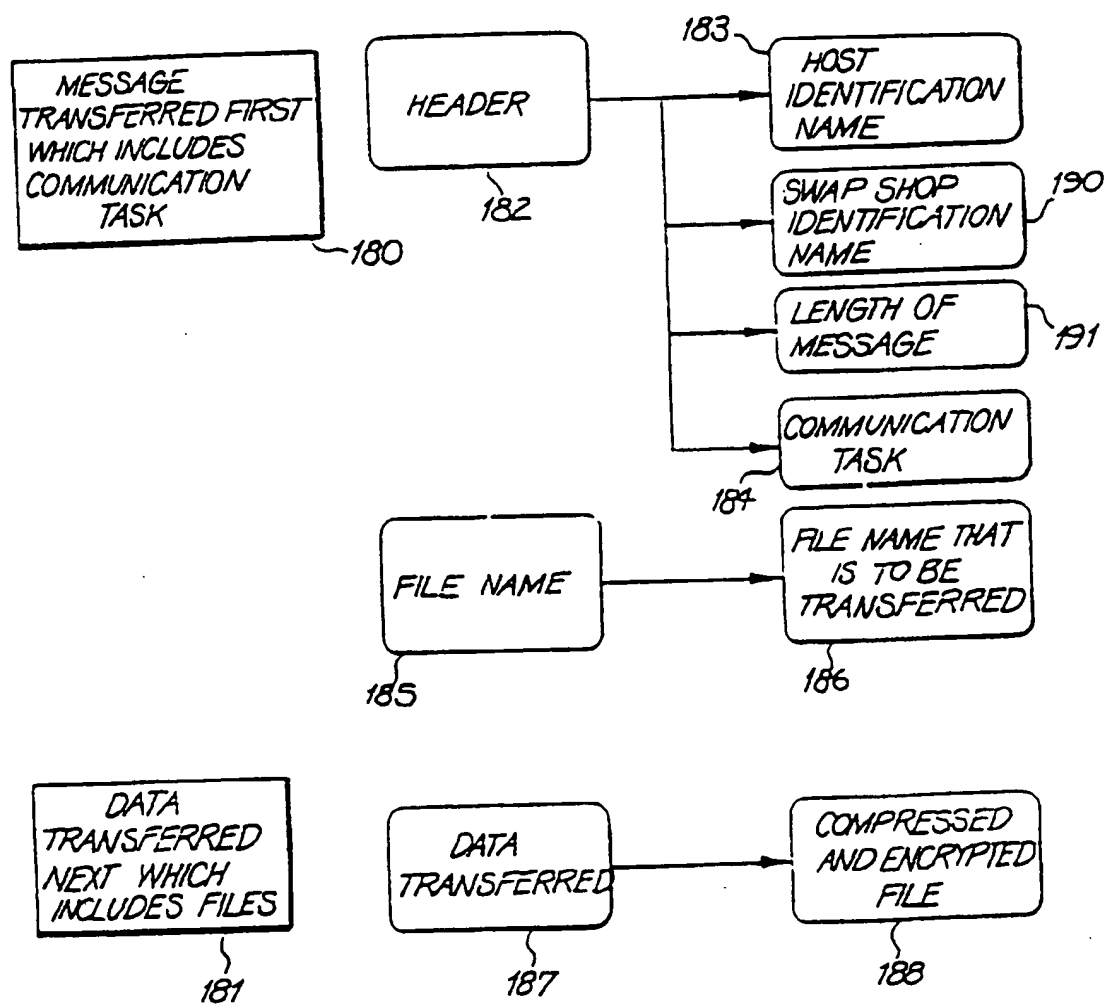 MESSAGE
TRANSFERRED FIRST
WHICH INCLUDES
COMMUNICATION
TASK
180
HEADER
182
183
HOST
IDENTIFICATION
NAME
SWAP SHOP
IDENTIFICATION
NAME
190
LENGTH OF
MESSAGE
191
COMMUNICATION
TASK
184
FILE NAME
185
FILE NAME THAT
IS TO BE
TRANSFERRED
186
DATA
TRANSFERRED
NEXT WHICH
INCLUDES FILES
181
DATA
TRANSFERRED
187
COMPRESSED
AND ENCRYPTED
FILE
188